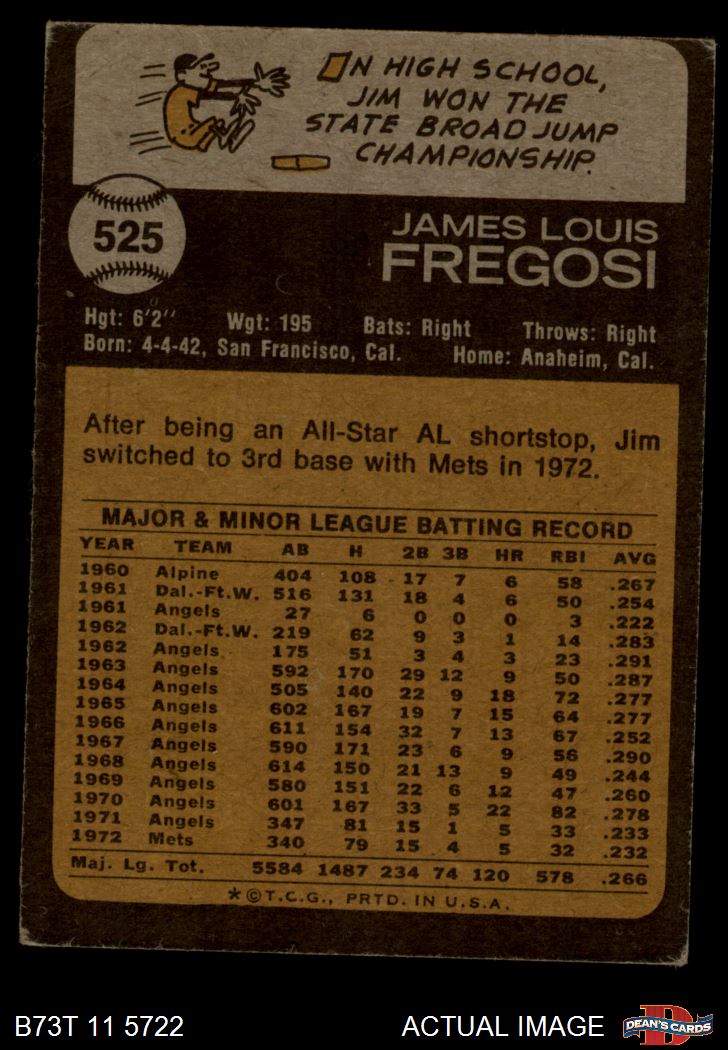 IN HIGH SCHOOL,
JIM WON THE
STATE BROAD JUMP
CHAMPIONSHIP.
525
JAMES LOUIS
FREGOSI
Hgt: 6'2" Wgt: 195 Bats: Right Throws: Right
Born: 4-4-42, San Francisco, Cal. Home: Anaheim, Cal.
After being an All-Star AL shortstop, Jim
switched to 3rd base with Mets in 1972.
MAJOR & MINOR LEAGUE BATTING RECORD
YEAR TEAM AB H 2B 3B HR RBI AVG
1960 Alpine 404 108 17 7 6 58 .267
1961 Dal.-Ft.W. 516 131 18 4 6 50 .254
1961 Angels 27 6 0 0 0 3 .222
1962 Dal.-Ft.W. 219 62 9 3 1 14 .283
1962 Angels 175 51 3 4 3 23 .291
1963 Angels 592 170 29 12 9 50 .287
1964 Angels 505 140 22 9 18 72 .277
1965 Angels 602 167 19 7 15 64 .277
1966 Angels 611 154 32 7 13 67 .252
1967 Angels 590 171 23 6 9 56 .290
1968 Angels 614 150 21 13 9 49 .244
1969 Angels 580 151 22 6 12 47 .260
1970 Angels 601 167 33 5 22 82 .278
1971 Angels 347 81 15 1 5 33 .233
1972 Mets 340 79 15 4 5 32 .232
Maj. Lg. Tot. 5584 1487 234 74 120 578 .266
*©T.C.G., PRTD. IN U.S.A.
B73T 11 5722 ACTUAL IMAGE DEAN'S CARDS